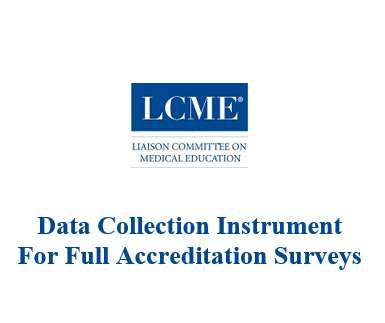 LCME®
LIAISON COMMITTEE ON
MEDICAL EDUCATION
Data Collection Instrument
For Full Accreditation Surveys